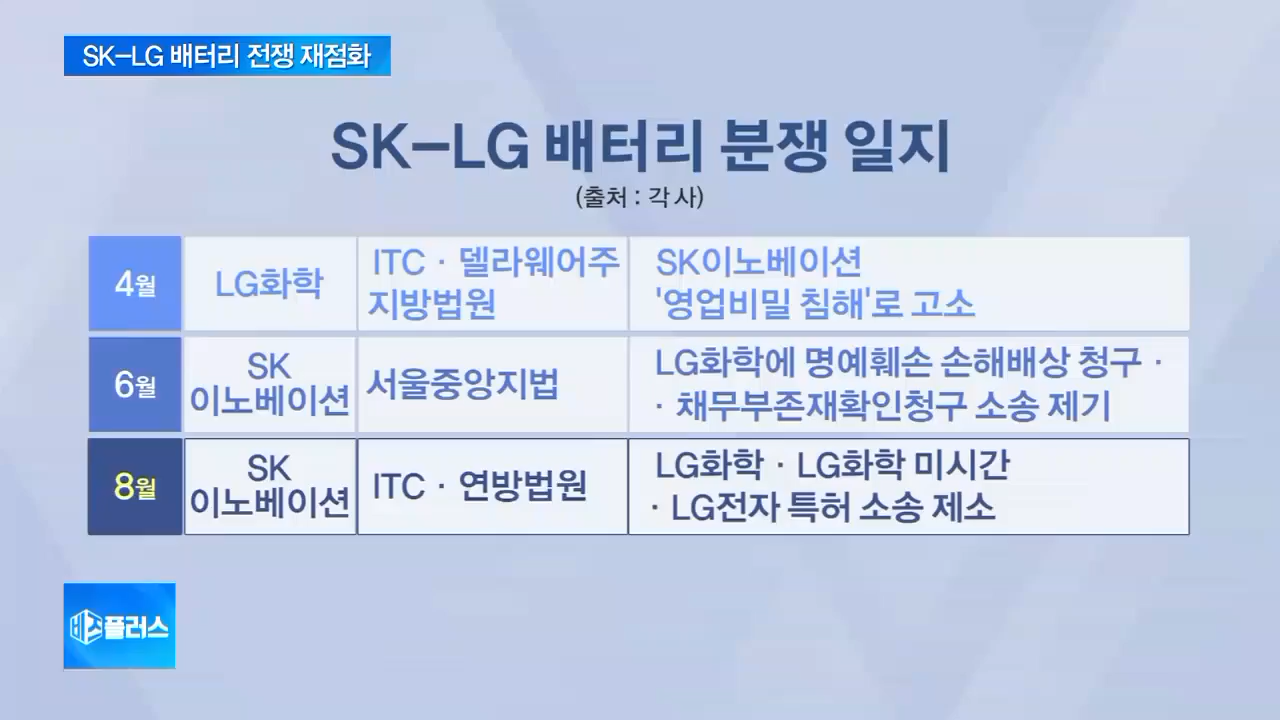 SK-LG 배터리 전쟁 재점화
SK-LG 배터리 분쟁 일지
(출처 : 각 사)
4월
LG화학
ITC · 델라웨어주
지방법원
SK이노베이션
'영업비밀 침해'로 고소
6월
SK
이노베이션
서울중앙지법
LG화학에 명예훼손 손해배상 청구 ·
· 채무부존재확인청구 소송 제기
8월
SK
이노베이션
ITC · 연방법원
LG화학 · LG화학 미시간
· LG전자 특허 소송 제소
비즈플러스